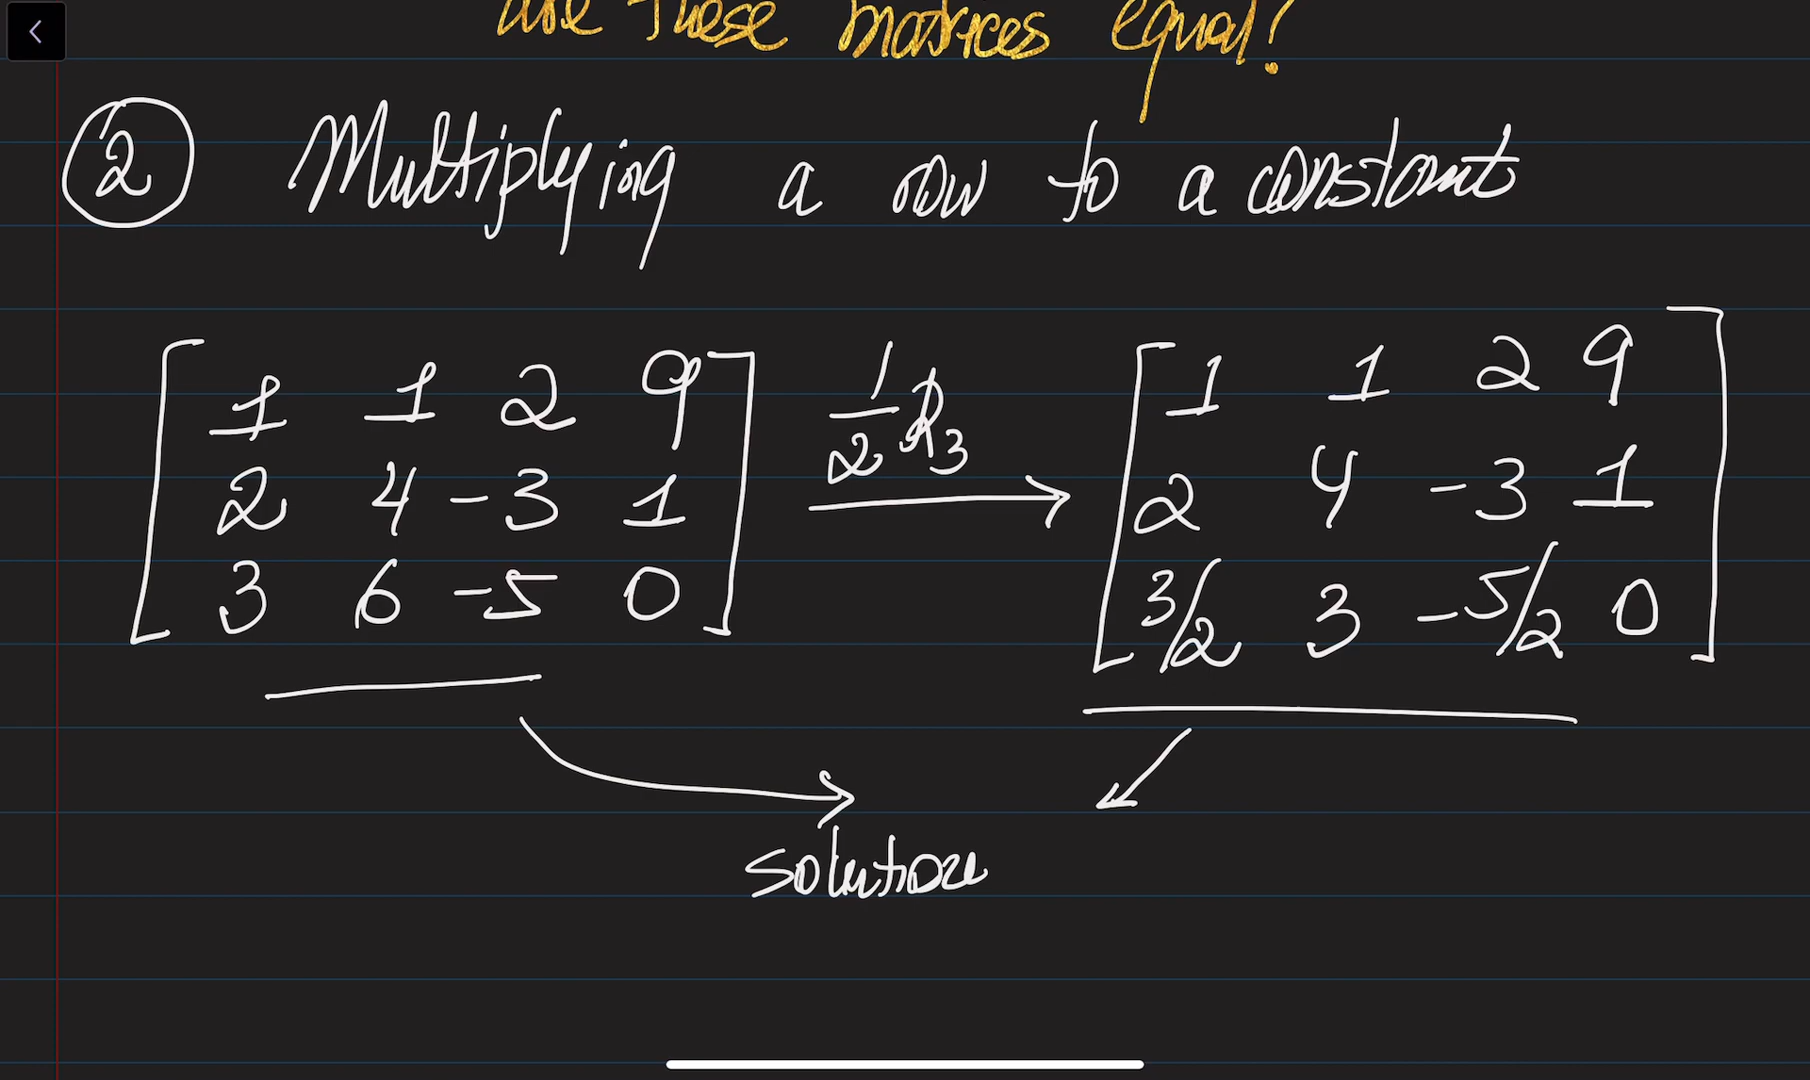 are these matrices equal?
② Multiplying a row to a constant
[1 1 2 9] 1/2 R3 [1 1 2 9]
[2 4 -3 1] → [2 4 -3 1]
[3 6 -5 0] [3/2 3 -5/2 0]
solution